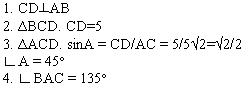 1. CD⊥AB
2. ΔBCD. CD=5
3. ΔACD. sinA = CD/AC = 5/5√2=√2/2
∟A = 45°
4. ∟BAC = 135°